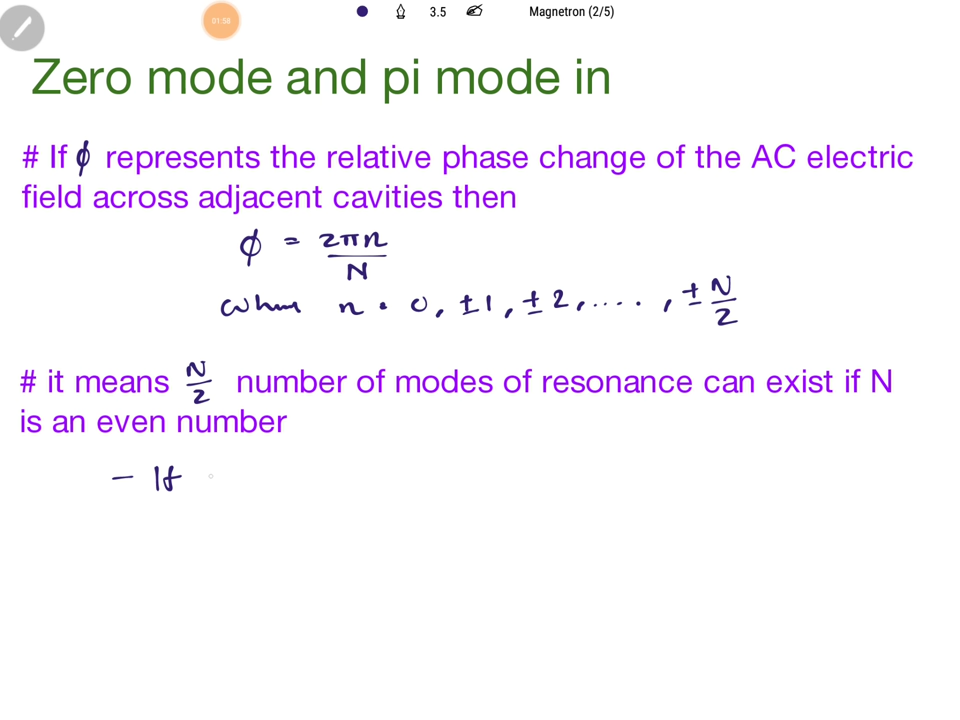 01:58 3.5 Magnetron (2/5)
Zero mode and pi mode in
# If ϕ represents the relative phase change of the AC electric
field across adjacent cavities then
ϕ = 2πn/N
where n = 0, ±1, ±2, ...., ±N/2
# it means N/2 number of modes of resonance can exist if N
is an even number
- If